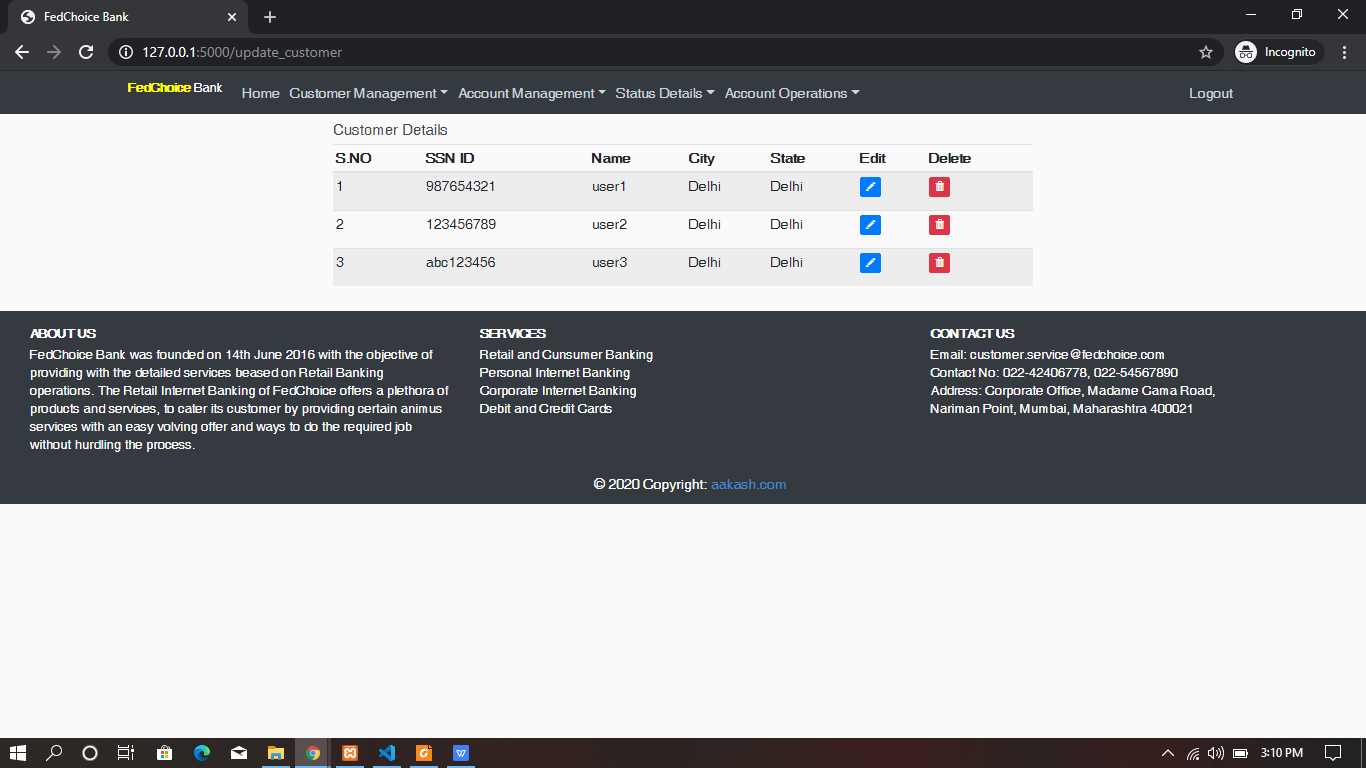 FedChoice Bank
127.0.0.1:5000/update_customer
Incognito
FedChoice Bank Home Customer Management Account Management Status Details Account Operations Logout
Customer Details
S.NO SSN ID Name City State Edit Delete
1 987654321 user1 Delhi Delhi
2 123456789 user2 Delhi Delhi
3 abc123456 user3 Delhi Delhi
ABOUT US
FedChoice Bank was founded on 14th June 2016 with the objective of
providing with the detailed services beased on Retail Banking
operations. The Retail Internet Banking of FedChoice offers a plethora of
products and services, to cater its customer by providing certain animus
services with an easy volving offer and ways to do the required job
without hurdling the process.
SERVICES
Retail and Cunsumer Banking
Personal Internet Banking
Corporate Internet Banking
Debit and Credit Cards
CONTACT US
Email: customer.service@fedchoice.com
Contact No: 022-42406778, 022-54567890
Address: Corporate Office, Madame Cama Road,
Nariman Point, Mumbai, Maharashtra 400021
© 2020 Copyright: aakash.com
3:10 PM